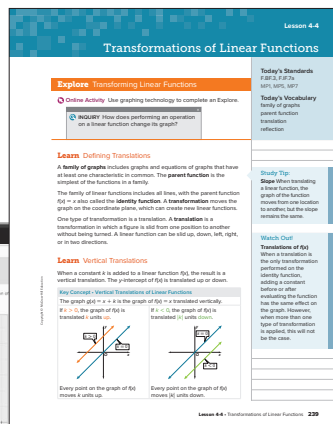 Lesson 4-4
Transformations of Linear Functions
Explore Transforming Linear Functions
Online Activity Use graphing technology to complete an Explore.
INQUIRY How does performing an operation
on a linear function change its graph?
Learn Defining Translations
A family of graphs includes graphs and equations of graphs that have
at least one characteristic in common. The parent function is the
simplest of the functions in a family.
The family of linear functions includes all lines, with the parent function
f(x) = x also called the identity function. A transformation moves the
graph on the coordinate plane, which can create new linear functions.
One type of transformation is a translation. A translation is a
transformation in which a figure is slid from one position to another
without being turned. A linear function can be slid up, down, left, right,
or in two directions.
Learn Vertical Translations
When a constant k is added to a linear function f(x), the result is a
vertical translation. The y-intercept of f(x) is translated up or down.
Key Concept • Vertical Translations of Linear Functions
The graph g(x) = x + k is the graph of f(x) = x translated vertically.
If k > 0, the graph of f(x) is
translated k units up.
k > 0
k = 0
Every point on the graph of f(x)
moves k units up.
If k < 0, the graph of f(x) is
translated |k| units down.
k = 0
k < 0
Every point on the graph of f(x)
moves |k| units down.
Today's Standards
F.BF.3, F.IF.7a
MP1, MP5, MP7
Today's Vocabulary
family of graphs
parent function
translation
reflection
Study Tip:
Slope When translating
a linear function, the
graph of the function
moves from one location
to another, but the slope
remains the same.
Watch Out!
Translations of f(x)
When a translation is
the only transformation
performed on the
identity function,
adding a constant
before or after
evaluating the function
has the same effect on
the graph. However,
when more than one
type of transformation
is applied, this will not
be the case.
Lesson 4-4 • Transformations of Linear Functions 239